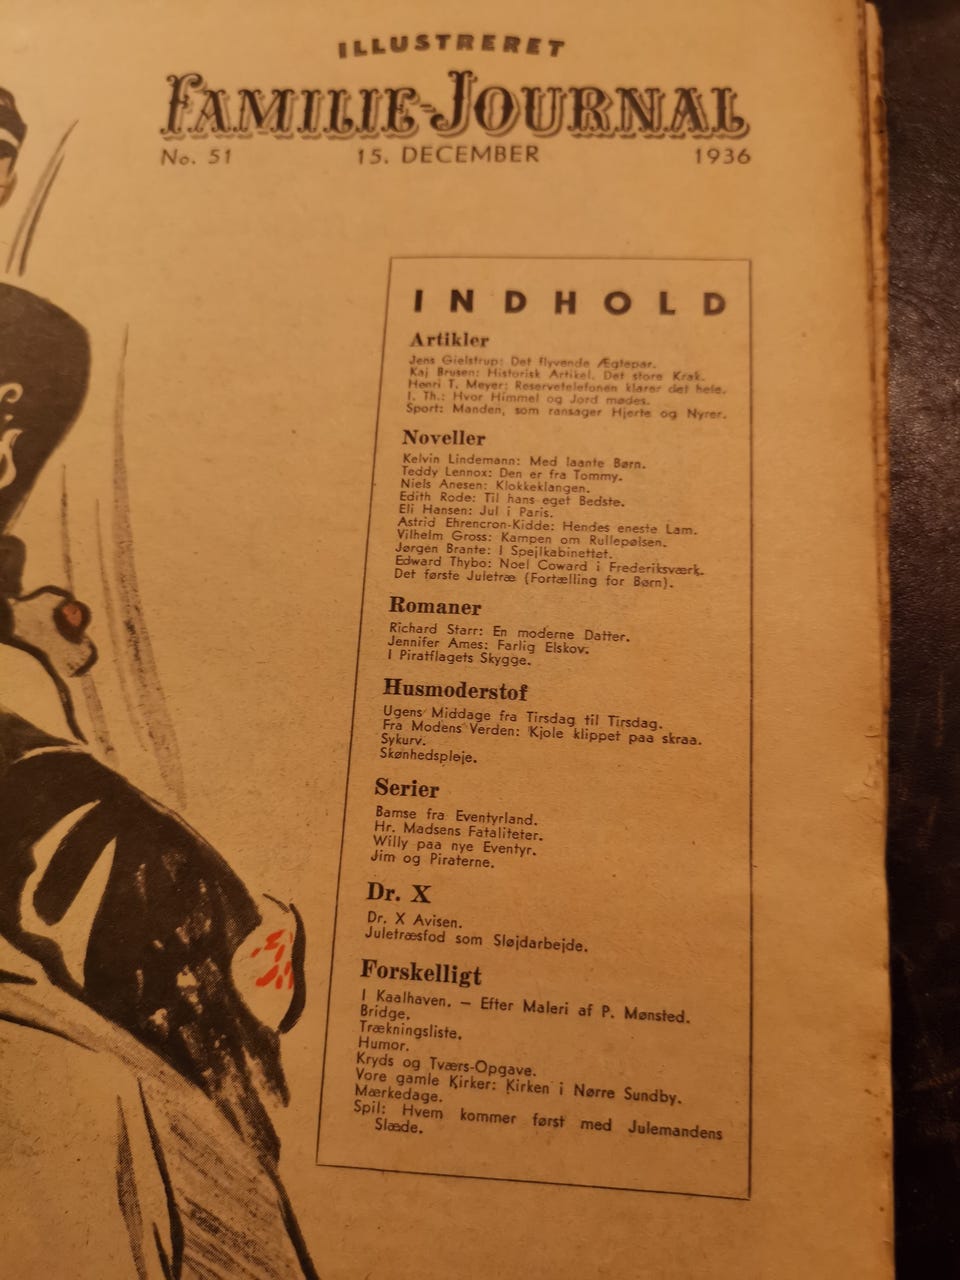 ILLUSTRERET
FAMILIE-JOURNAL
No. 51 15. DECEMBER 1936
INDHOLD
Artikler
Jens Gielstrup: Det flyvende Ægtepar.
Kaj Brusen: Historisk Artikel. Det store Krak.
Henri T. Meyer: Reservetelefonen klarer det hele.
I. Th.: Hvor Himmel og Jord mødes.
Sport: Manden, som ransager Hjerte og Nyrer.
Noveller
Kelvin Lindemann: Med laante Børn.
Teddy Lennox: Den er fra Tommy.
Niels Anesen: Klokkeklangen.
Edith Rode: Til hans eget Bedste.
Eli Hansen: Jul i Paris.
Astrid Ehrencron-Kidde: Hendes eneste Lam.
Vilhelm Gross: Kampen om Rullepølsen.
Jørgen Brante: I Spejlkabinettet.
Edward Thybo: Noel Coward i Frederiksværk.
Det første Juletræ (Fortælling for Børn).
Romaner
Richard Starr: En moderne Datter.
Jennifer Ames: Farlig Elskov.
I Piratflagets Skygge.
Husmoderstof
Ugens Middage fra Tirsdag til Tirsdag.
Fra Modens Verden: Kjole klippet paa skraa.
Sykurv.
Skønhedspleje.
Serier
Bamse fra Eventyrland.
Hr. Madsens Fataliteter.
Willy paa nye Eventyr.
Jim og Piraterne.
Dr. X
Dr. X Avisen.
Juletræsfod som Sløjdarbejde.
Forskelligt
I Kaalhaven. — Efter Maleri af P. Mønsted.
Bridge.
Trækningsliste.
Humor.
Kryds og Tværs-Opgave.
Vore gamle Kirker: Kirken i Nørre Sundby.
Mærkedage.
Spil: Hvem kommer først med Julemandens
Slæde.